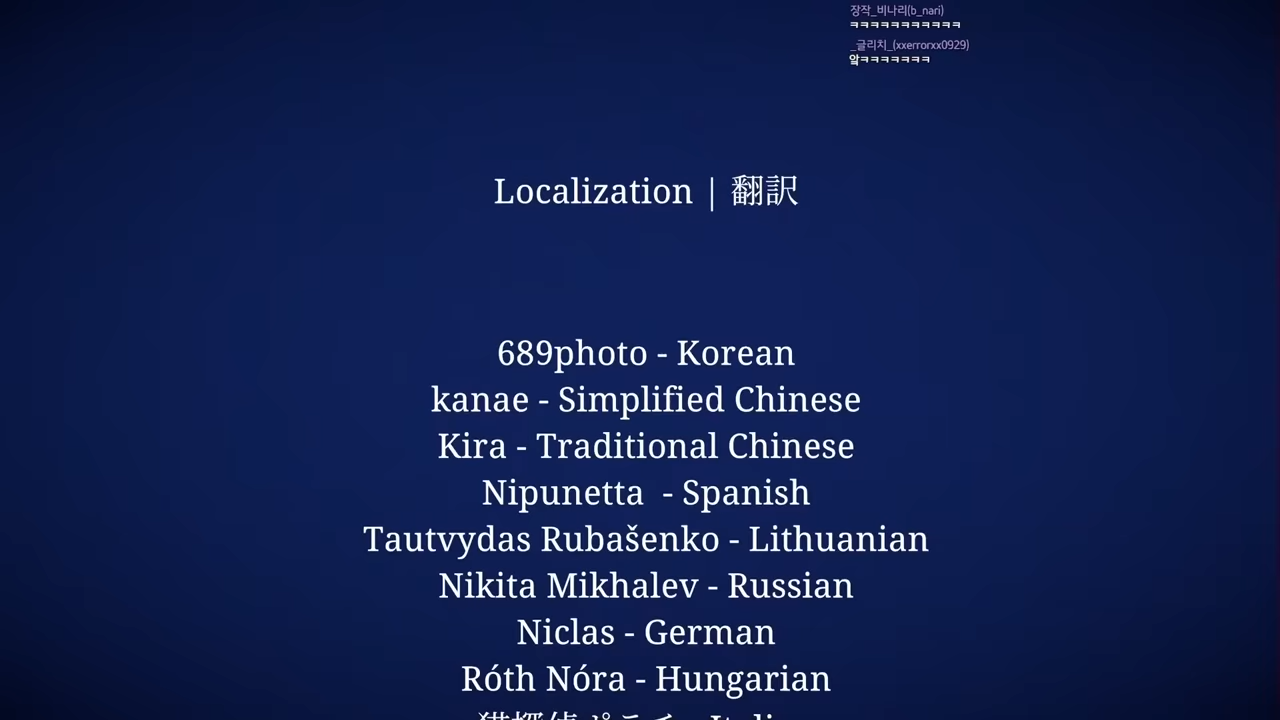 장작_비나리(b_nari)
ㅋㅋㅋㅋㅋㅋㅋㅋㅋㅋㅋ
_글리치_(xxerrorxx0929)
앜ㅋㅋㅋㅋㅋㅋㅋ
Localization | 翻訳
689photo - Korean
kanae - Simplified Chinese
Kira - Traditional Chinese
Nipunetta  - Spanish
Tautvydas Rubašenko - Lithuanian
Nikita Mikhalev - Russian
Niclas - German
Róth Nóra - Hungarian